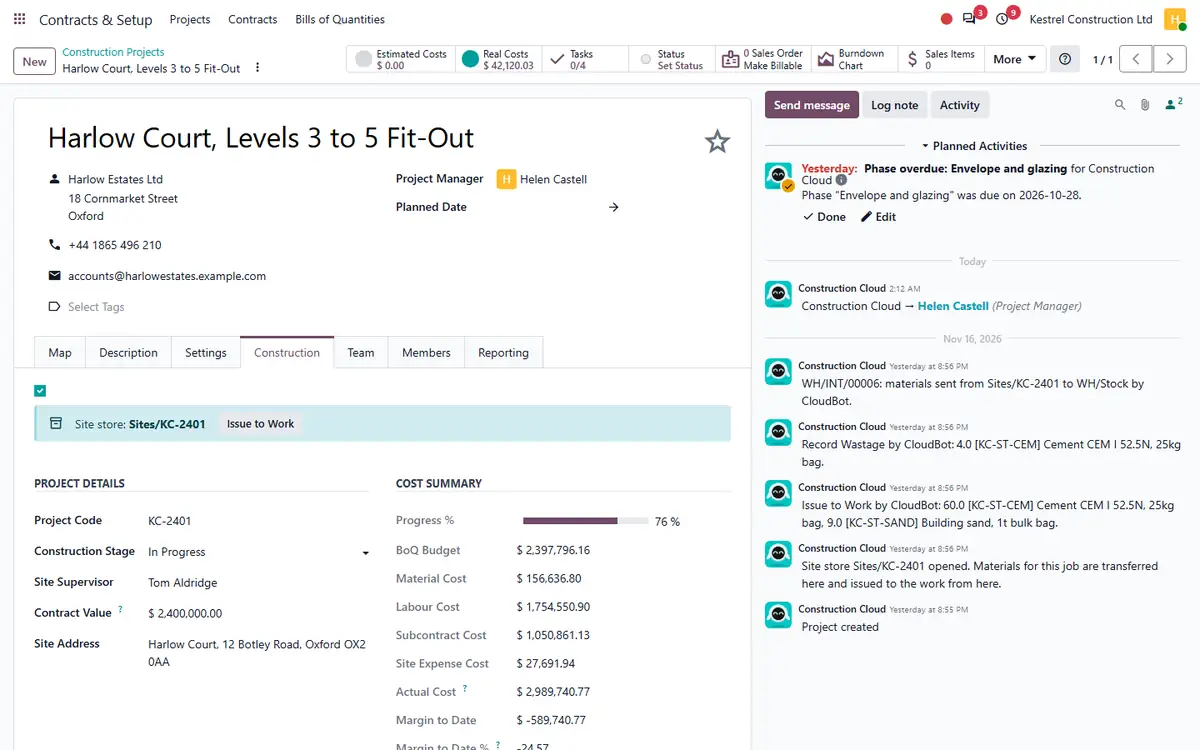 Contracts & Setup
Projects
Contracts
Bills of Quantities
3
9
Kestrel Construction Ltd
H
New
Construction Projects
Harlow Court, Levels 3 to 5 Fit-Out
Estimated Costs
$ 0.00
Real Costs
$ 42,120.03
Tasks
0/4
Status
Set Status
0 Sales Order
Make Billable
Burndown
Chart
Sales Items
0
More
1 / 1
Harlow Court, Levels 3 to 5 Fit-Out
Harlow Estates Ltd
18 Cornmarket Street
Oxford
+44 1865 496 210
accounts@harlowestates.example.com
Select Tags
Project Manager
H
Helen Castell
Planned Date
Map
Description
Settings
Construction
Team
Members
Reporting
Site store: Sites/KC-2401
Issue to Work
PROJECT DETAILS
Project Code
KC-2401
Construction Stage
In Progress
Site Supervisor
Tom Aldridge
Contract Value ?
$ 2,400,000.00
Site Address
Harlow Court, 12 Botley Road, Oxford OX2
0AA
COST SUMMARY
Progress %
76 %
BoQ Budget
$ 2,397,796.16
Material Cost
$ 156,636.80
Labour Cost
$ 1,754,550.90
Subcontract Cost
$ 1,050,861.13
Site Expense Cost
$ 27,691.94
Actual Cost ?
$ 2,989,740.77
Margin to Date
$ -589,740.77
Margin to Date % ?
-24.57
Send message
Log note
Activity
2
Planned Activities
Yesterday: Phase overdue: Envelope and glazing for Construction
Cloud
Phase "Envelope and glazing" was due on 2026-10-28.
Done
Edit
Today
Construction Cloud 2:12 AM
Construction Cloud → Helen Castell (Project Manager)
Nov 16, 2026
Construction Cloud Yesterday at 8:56 PM
WH/INT/00006: materials sent from Sites/KC-2401 to WH/Stock by
CloudBot.
Construction Cloud Yesterday at 8:56 PM
Record Wastage by CloudBot: 4.0 [KC-ST-CEM] Cement CEM I 52.5N, 25kg
bag.
Construction Cloud Yesterday at 8:56 PM
Issue to Work by CloudBot: 60.0 [KC-ST-CEM] Cement CEM I 52.5N, 25kg
bag, 9.0 [KC-ST-SAND] Building sand, 1t bulk bag.
Construction Cloud Yesterday at 8:56 PM
Site store Sites/KC-2401 opened. Materials for this job are transferred
here and issued to the work from here.
Construction Cloud Yesterday at 8:55 PM
Project created